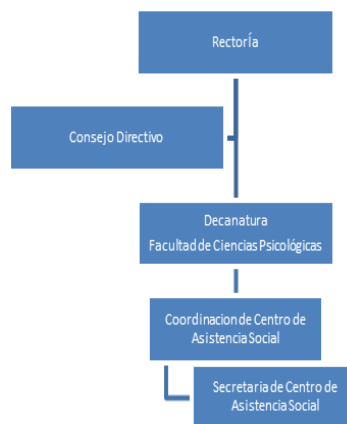 Rectoría
Consejo Directivo
Decanatura
Facultad de Ciencias Psicológicas
Coordinacion de Centro de
Asistencia Social
Secretaria de Centro de
Asistencia Social